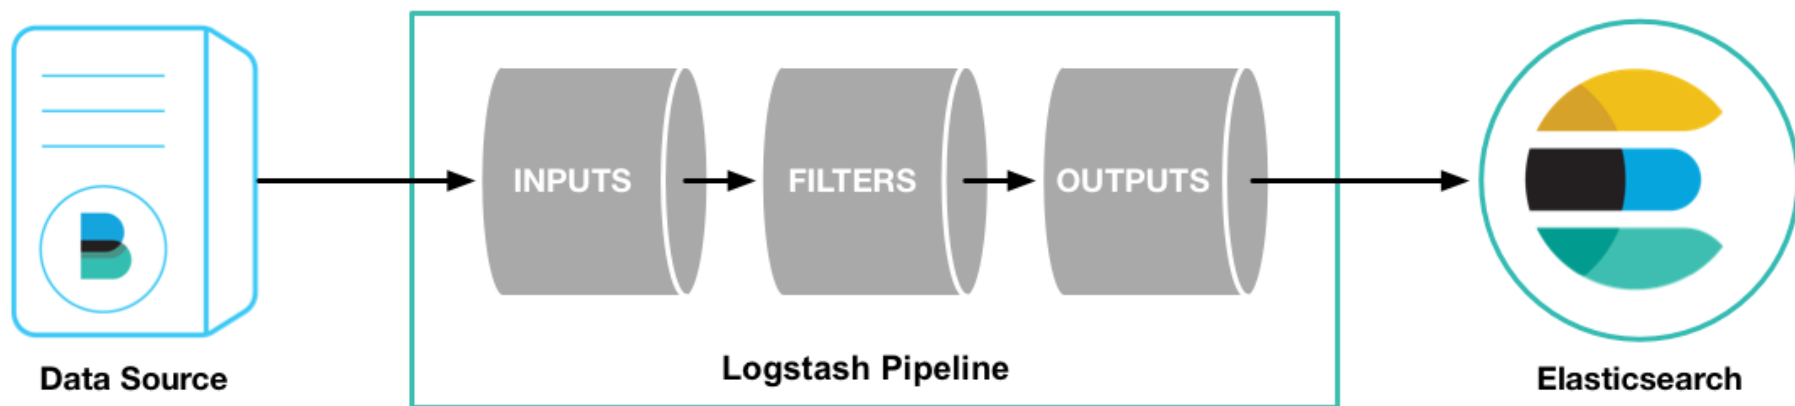 INPUTS
FILTERS
OUTPUTS
Data Source
Logstash Pipeline
Elasticsearch